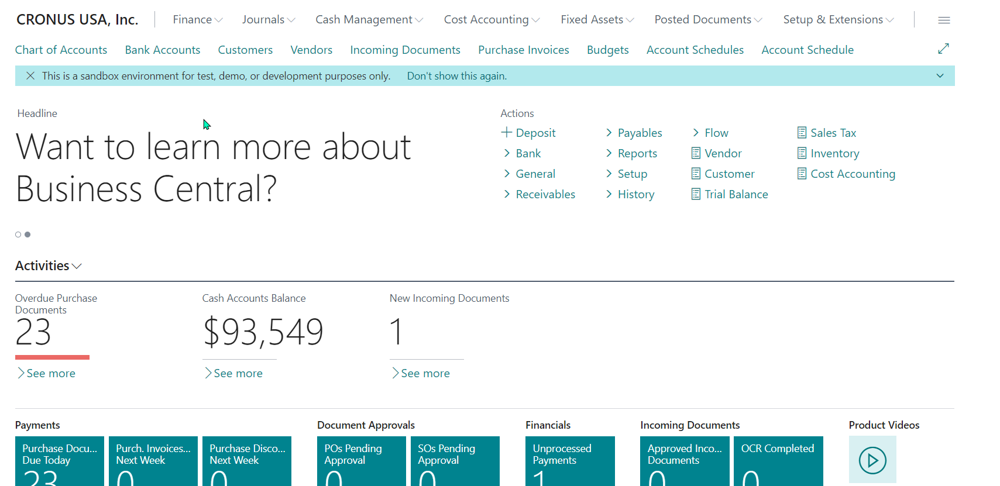 CRONUS USA, Inc. Finance Journals Cash Management Cost Accounting Fixed Assets Posted Documents Setup & Extensions
Chart of Accounts Bank Accounts Customers Vendors Incoming Documents Purchase Invoices Budgets Account Schedules Account Schedule
This is a sandbox environment for test, demo, or development purposes only. Don't show this again.
Headline
Want to learn more about
Business Central?
Actions
Deposit Payables Flow Sales Tax
Bank Reports Vendor Inventory
General Setup Customer Cost Accounting
Receivables History Trial Balance
Activities
Overdue Purchase
Documents
23
See more
Cash Accounts Balance
$93,549
See more
New Incoming Documents
1
See more
Payments
Purchase Docu...
Due Today
23
Purch. Invoices...
Next Week
0
Purchase Disco...
Next Week
0
Document Approvals
POs Pending
Approval
0
SOs Pending
Approval
0
Financials
Unprocessed
Payments
1
Incoming Documents
Approved Inco...
Documents
0
OCR Completed
0
Product Videos